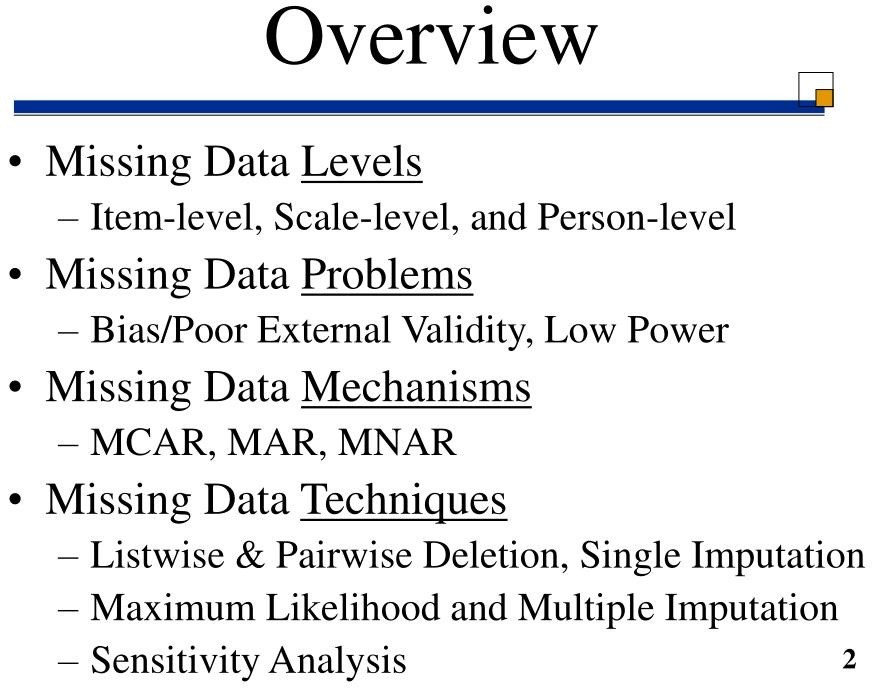 Overview
• Missing Data Levels
– Item-level, Scale-level, and Person-level
• Missing Data Problems
– Bias/Poor External Validity, Low Power
• Missing Data Mechanisms
– MCAR, MAR, MNAR
• Missing Data Techniques
– Listwise & Pairwise Deletion, Single Imputation
– Maximum Likelihood and Multiple Imputation
– Sensitivity Analysis
2